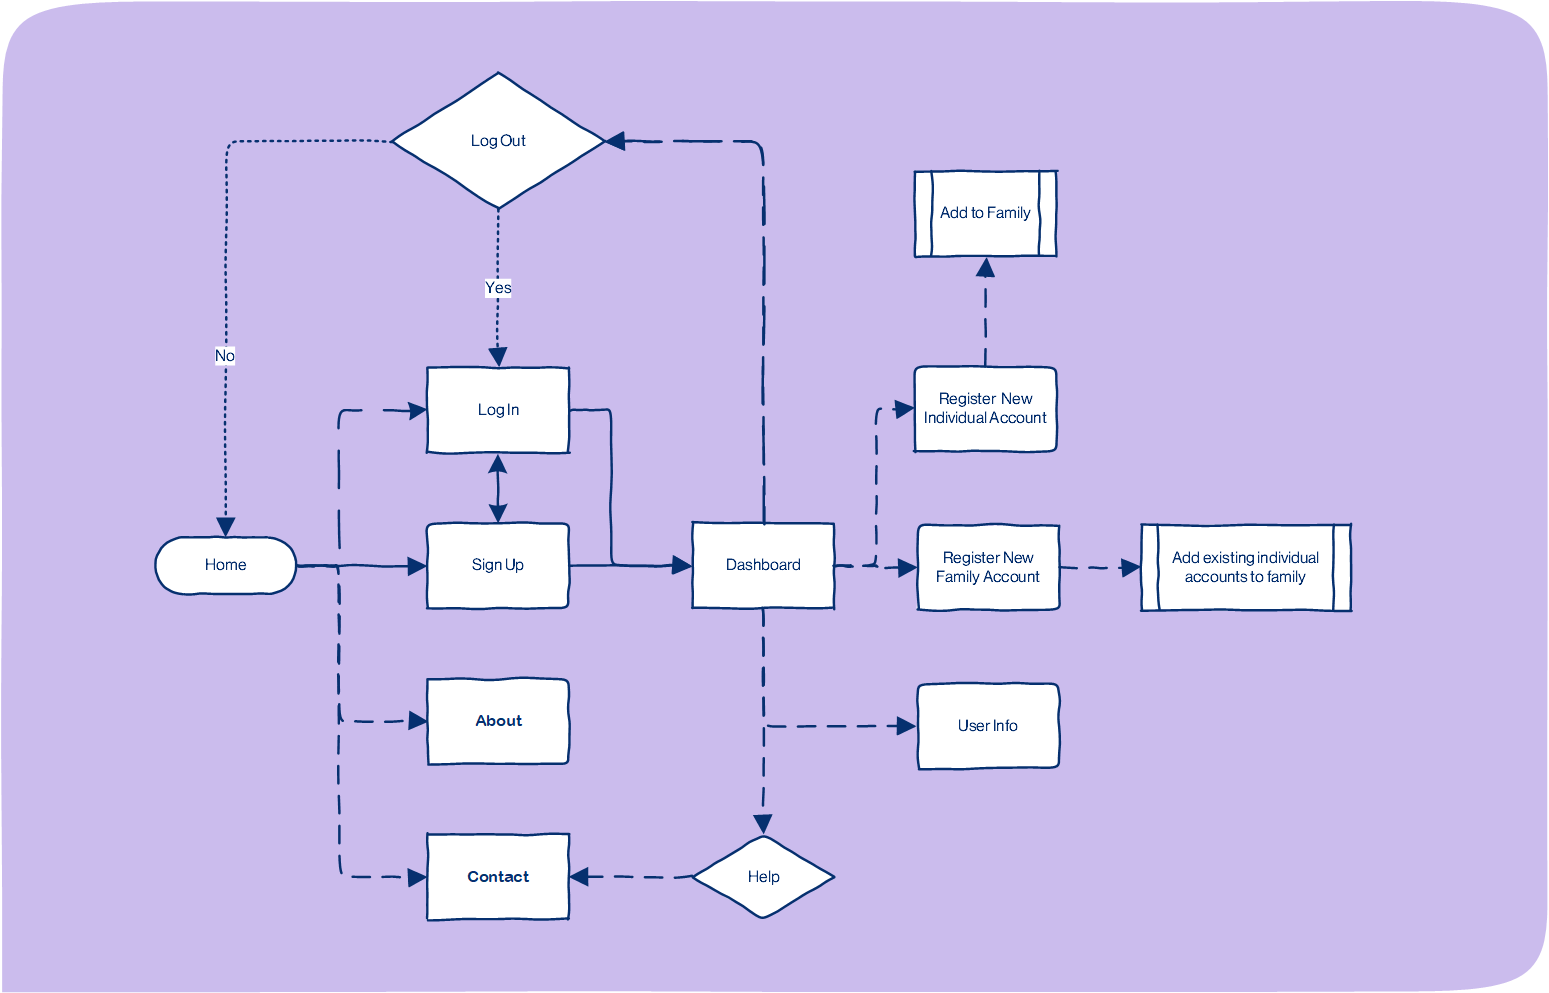 Log Out
Add to Family
Yes
No
Log In
Register New
Individual Account
Home
Sign Up
Dashboard
Register New
Family Account
Add existing individual
accounts to family
About
User Info
Contact
Help